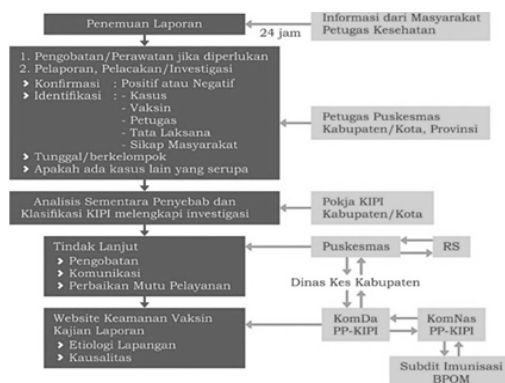 Penemuan Laporan
24 jam
Informasi dari Masyarakat
Petugas Kesehatan
1. Pengobatan/Perawatan jika diperlukan
2. Pelaporan, Pelacakan/Investigasi
Konfirmasi : Positif atau Negatif
Identifikasi : - Kasus
- Vaksin
- Petugas
- Tata Laksana
- Sikap Masyarakat
Tunggal/berkelompok
Apakah ada kasus lain yang serupa
Petugas Puskesmas
Kabupaten/Kota, Provinsi
Analisis Sementara Penyebab dan
Klasifikasi KIPI melengkapi investigasi
Pokja KIPI
Kabupaten/Kota
Tindak Lanjut
Pengobatan
Komunikasi
Perbaikan Mutu Pelayanan
Puskesmas
RS
Dinas Kes Kabupaten
Website Keamanan Vaksin
Kajian Laporan
Etiologi Lapangan
Kausalitas
KomDa
PP-KIPI
KomNas
PP-KIPI
Subdit Imunisasi
BPOM